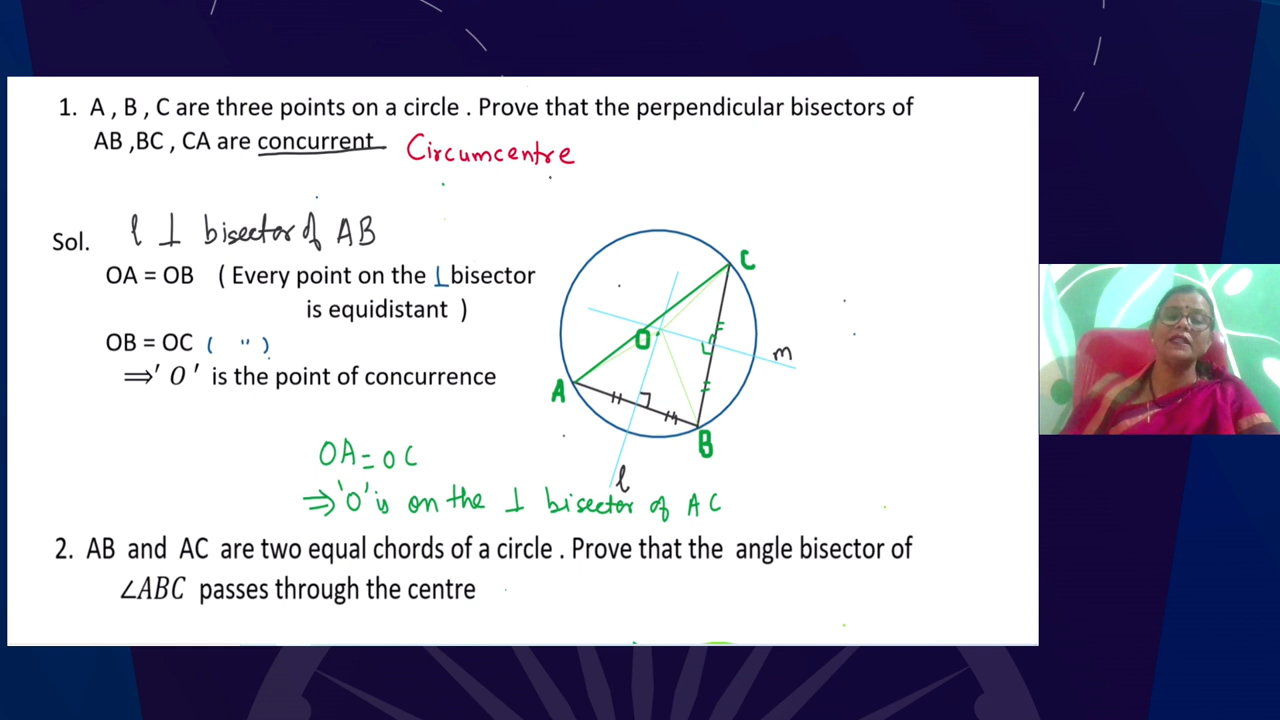 1. A , B , C are three points on a circle . Prove that the perpendicular bisectors of
AB ,BC , CA are concurrent Circumcentre
Sol. l ⊥ bisector of AB
OA = OB ( Every point on the ⊥ bisector
is equidistant )
OB = OC ( " )
⟹ ' O ' is the point of concurrence
C
O
m
A
B
l
OA = OC
⇒ 'O' is on the ⊥ bisector of AC
2. AB and AC are two equal chords of a circle . Prove that the angle bisector of
∠ABC passes through the centre